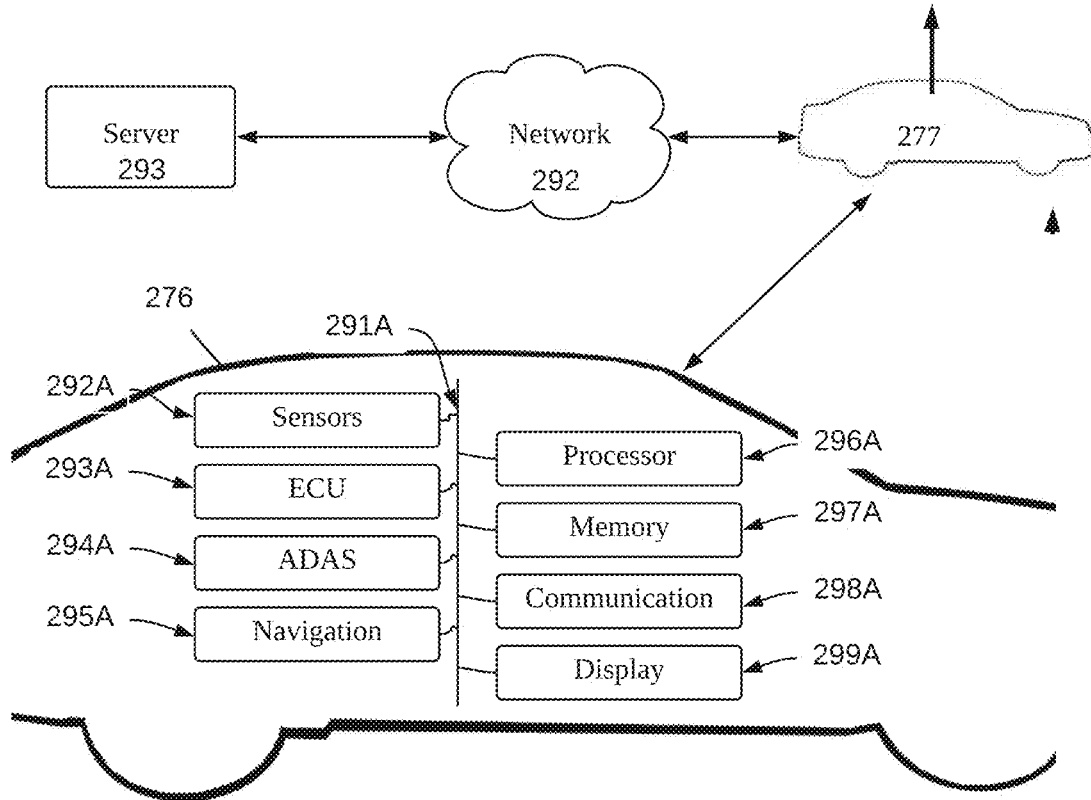 Server
293
Network
292
277
276
291A
292A
Sensors
296A
Processor
293A
ECU
297A
Memory
294A
ADAS
298A
Communication
295A
Navigation
299A
Display